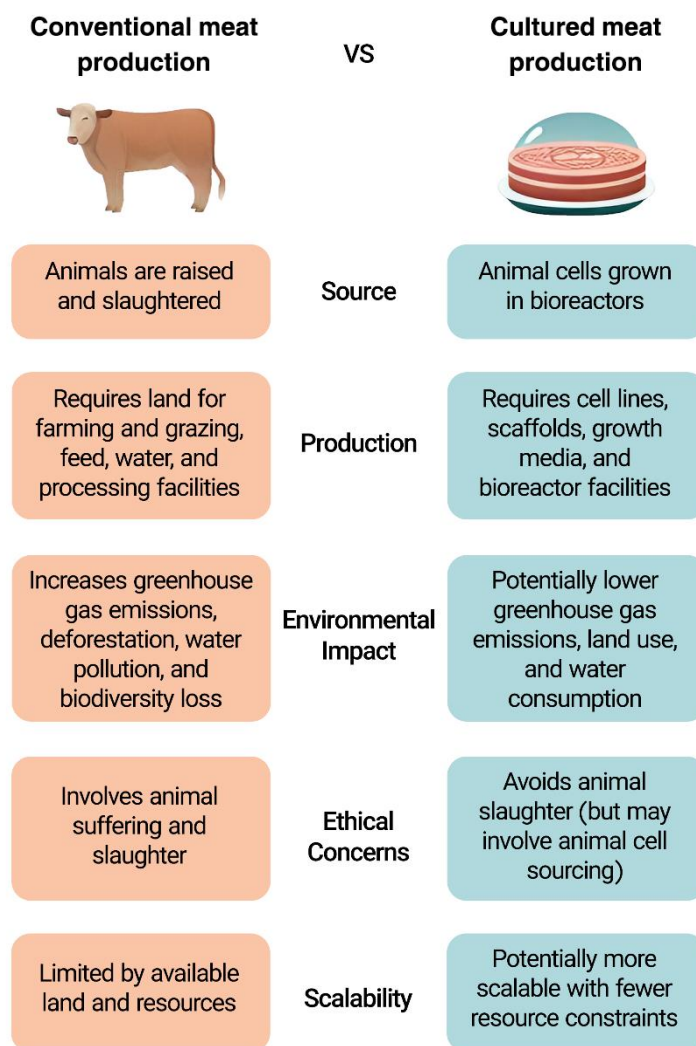 Conventional meat
production
VS
Cultured meat
production
Animals are raised
and slaughtered
Source
Animal cells grown
in bioreactors
Requires land for
farming and grazing,
feed, water, and
processing facilities
Production
Requires cell lines,
scaffolds, growth
media, and
bioreactor facilities
Increases greenhouse
gas emissions,
deforestation, water
pollution, and
biodiversity loss
Environmental
Impact
Potentially lower
greenhouse gas
emissions, land use,
and water
consumption
Involves animal
suffering and
slaughter
Ethical
Concerns
Avoids animal
slaughter (but may
involve animal cell
sourcing)
Limited by available
land and resources
Scalability
Potentially more
scalable with fewer
resource constraints